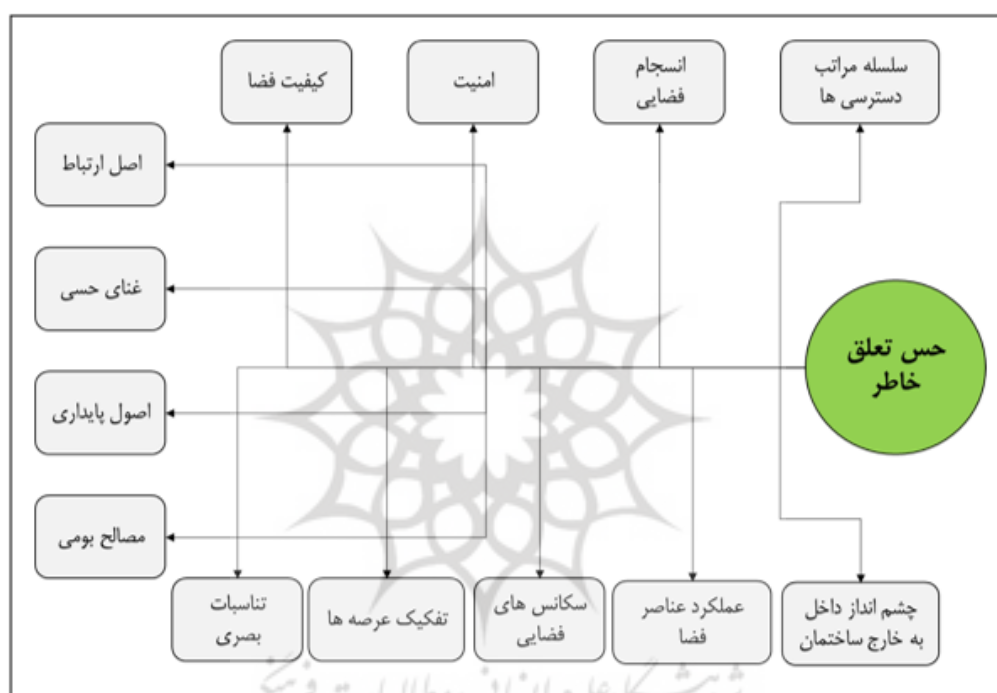 سلسله مراتب
دسترسی ها
انسجام
فضایی
امنیت
کیفیت فضا
اصل ارتباط
غنای حسی
اصول پایداری
مصالح بومی
حس تعلق
خاطر
چشم انداز داخل
به خارج ساختمان
عملکرد عناصر
فضا
سکانس های
فضایی
تفکیک عرصه ها
تناسبات
بصری